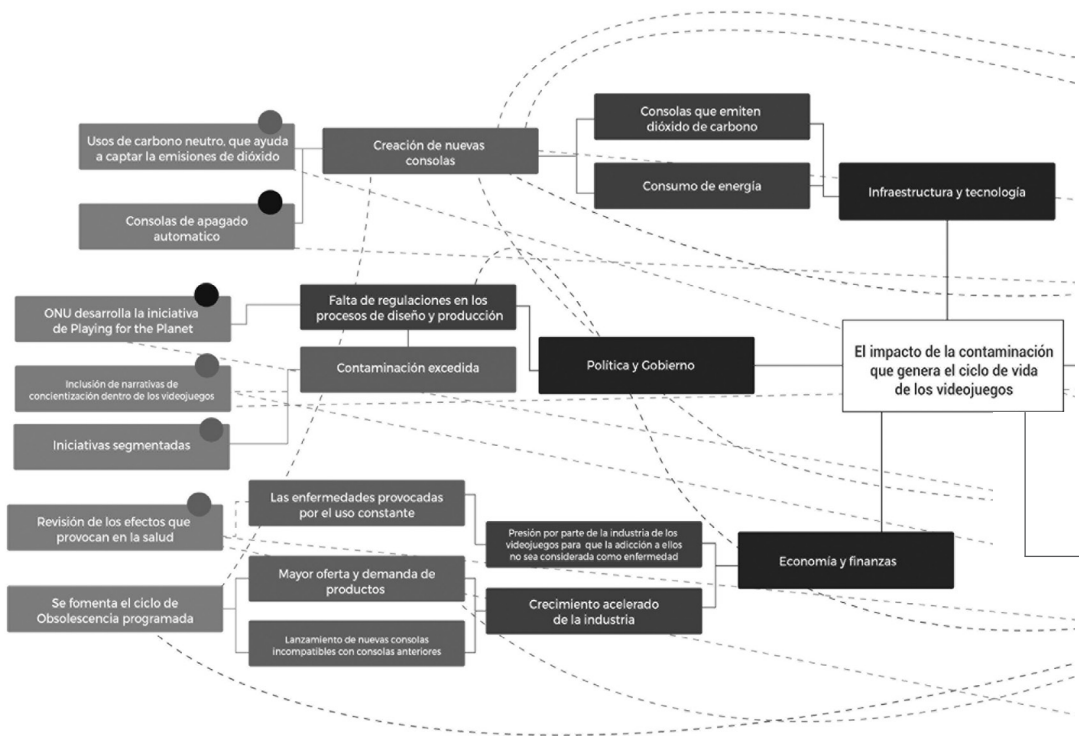 Usos de carbono neutro, que ayuda
a captar la emisiones de dióxido
Consolas de apagado
automatico
Creación de nuevas
consolas
Consolas que emiten
dióxido de carbono
Consumo de energía
Infraestructura y tecnología
ONU desarrolla la iniciativa
de Playing for the Planet
Inclusión de narrativas de
concientización dentro de los videojuegos
Iniciativas segmentadas
Falta de regulaciones en los
procesos de diseño y producción
Contaminación excedida
Política y Gobierno
El impacto de la contaminación
que genera el ciclo de vida
de los videojuegos
Revisión de los efectos que
provocan en la salud
Se fomenta el ciclo de
Obsolescencia programada
Las enfermedades provocadas
por el uso constante
Mayor oferta y demanda de
productos
Lanzamiento de nuevas consolas
incompatibles con consolas anteriores
Presión por parte de la industria de los
videojuegos para que la adicción a ellos
no sea considerada como enfermedad
Crecimiento acelerado
de la industria
Economía y finanzas